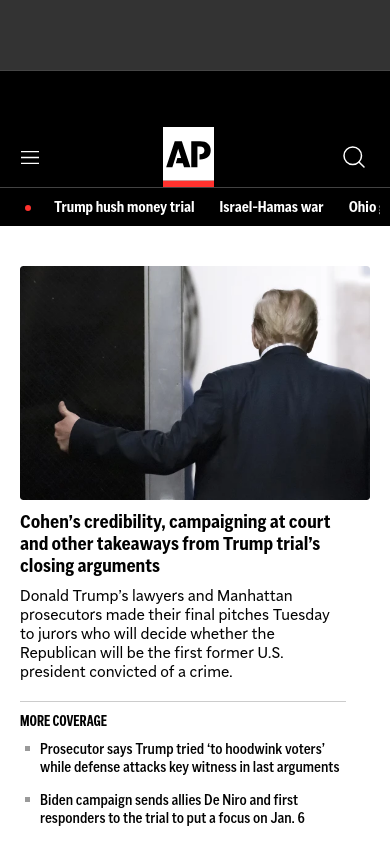 AP
Trump hush money trial Israel-Hamas war Ohio
Cohen’s credibility, campaigning at court
and other takeaways from Trump trial’s
closing arguments
Donald Trump’s lawyers and Manhattan
prosecutors made their final pitches Tuesday
to jurors who will decide whether the
Republican will be the first former U.S.
president convicted of a crime.
MORE COVERAGE
Prosecutor says Trump tried ‘to hoodwink voters’
while defense attacks key witness in last arguments
Biden campaign sends allies De Niro and first
responders to the trial to put a focus on Jan. 6